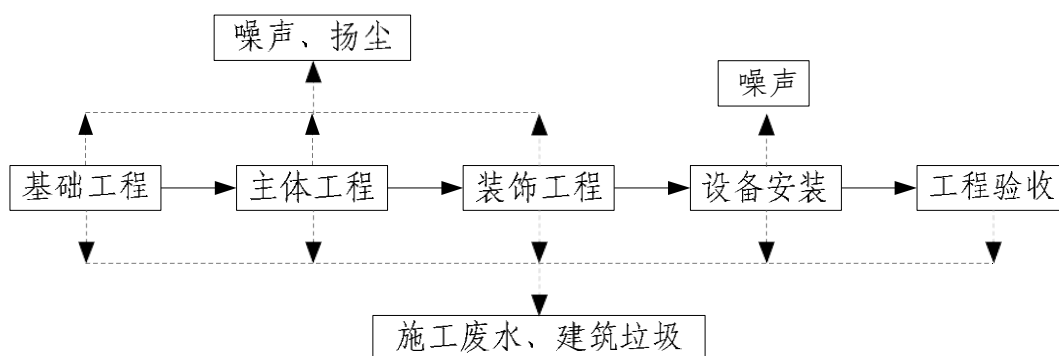 噪声、扬尘
噪声
基础工程
主体工程
装饰工程
设备安装
工程验收
施工废水、建筑垃圾